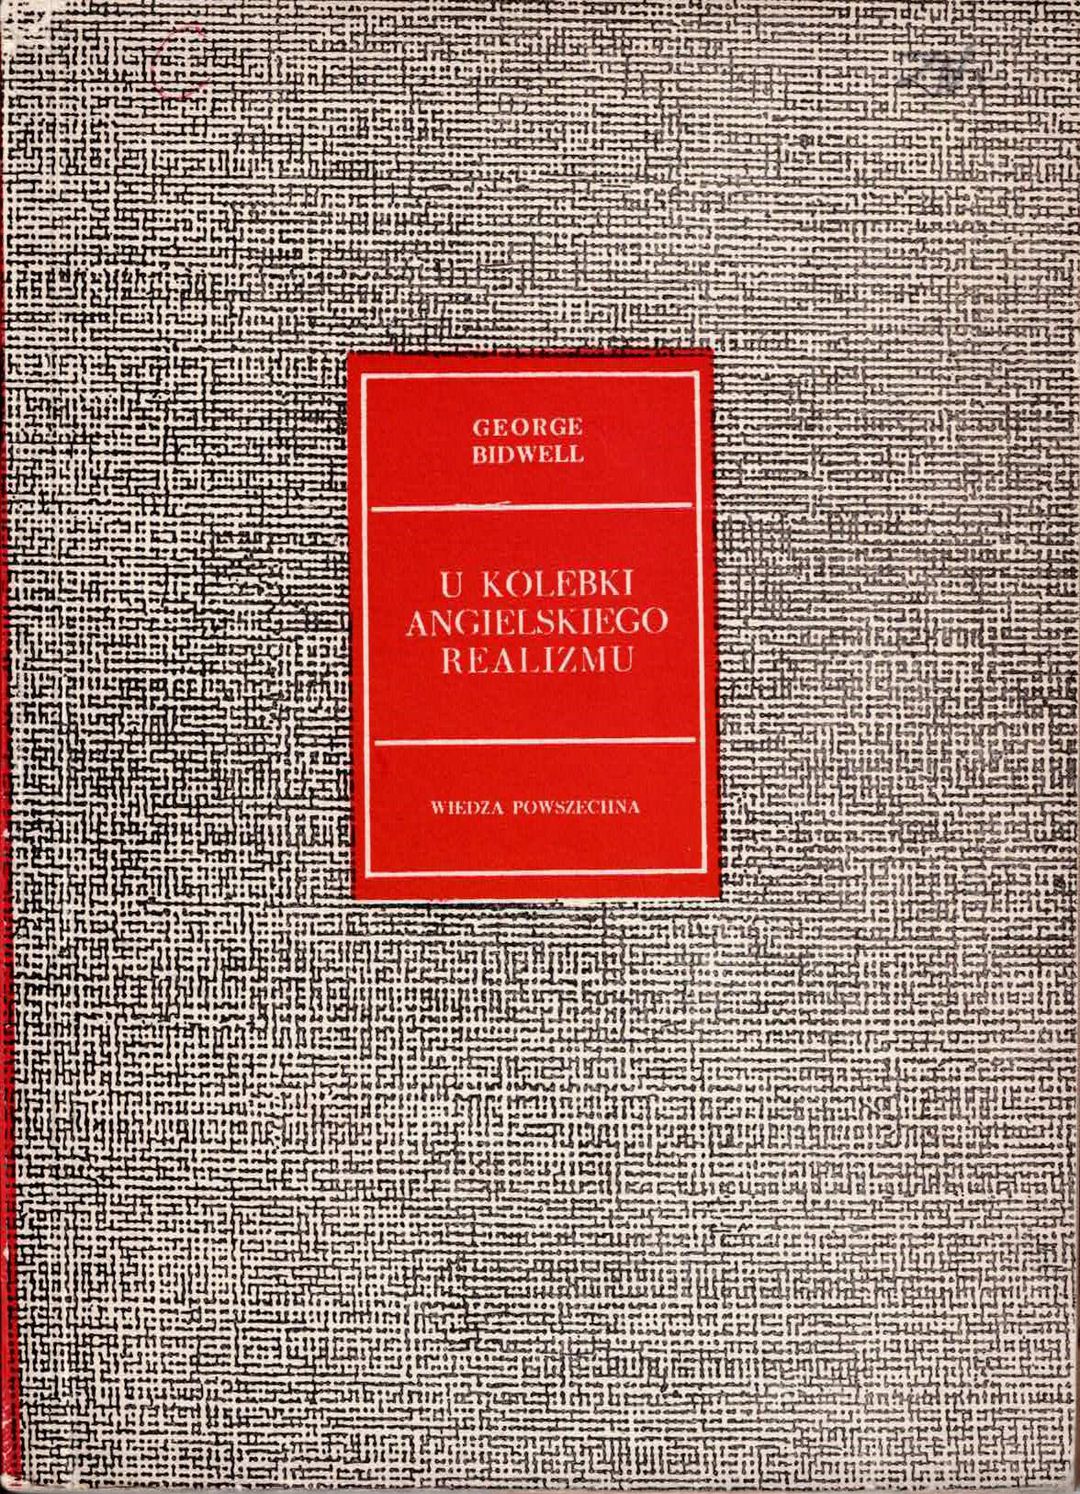 GEORGE
BIDWELL
U KOLEBKI
ANGIELSKIEGO
REALIZMU
WIEDZA POWSZECHNA